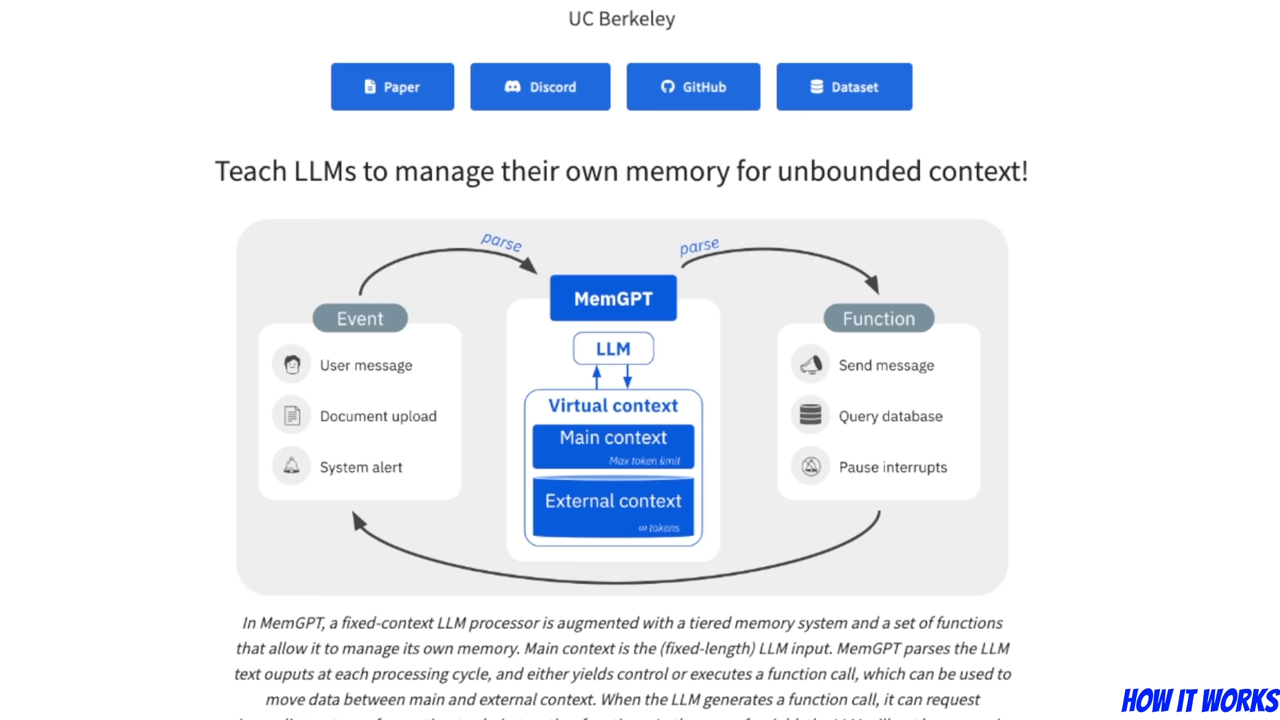 UC Berkeley
Paper
Discord
GitHub
Dataset
Teach LLMs to manage their own memory for unbounded context!
parse
parse
MemGPT
Event
User message
Document upload
System alert
LLM
Virtual context
Main context
Max token limit
External context
∞ tokens
Function
Send message
Query database
Pause interrupts
In MemGPT, a fixed-context LLM processor is augmented with a tiered memory system and a set of functions
that allow it to manage its own memory. Main context is the (fixed-length) LLM input. MemGPT parses the LLM
text ouputs at each processing cycle, and either yields control or executes a function call, which can be used to
move data between main and external context. When the LLM generates a function call, it can request
HOW IT WORKS